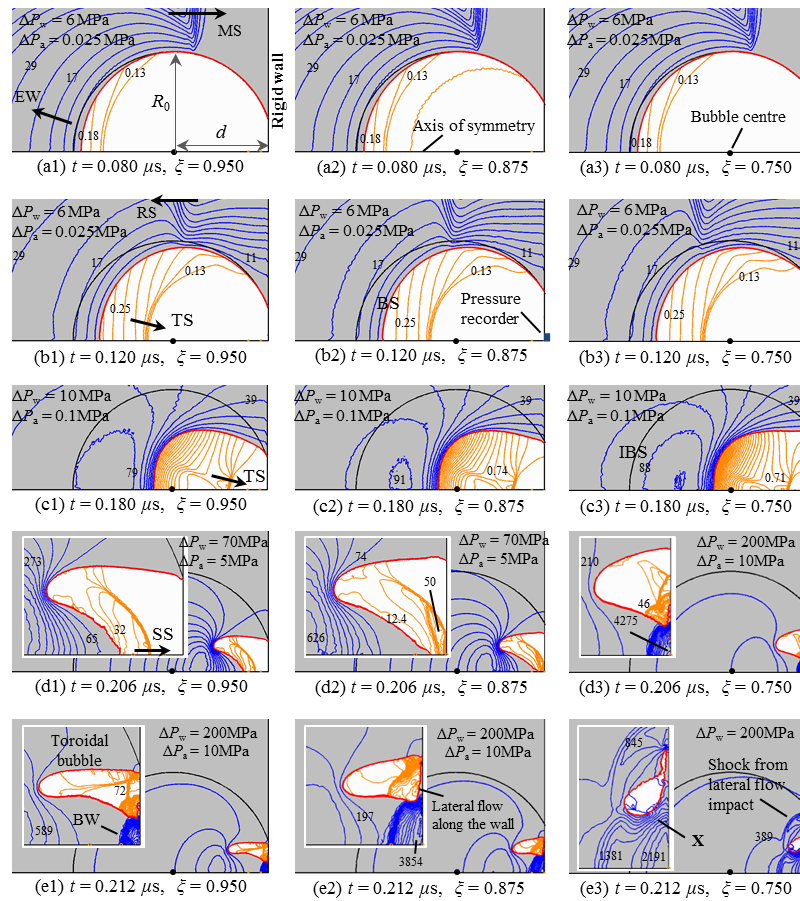 ΔPw = 6 MPa
ΔPa = 0.025 MPa
MS
29
17
0.13
EW
R0
d
0.18
Rigid wall
(a1) t = 0.080 μs, ξ = 0.950
ΔPw = 6 MPa
ΔPa = 0.025 MPa
29
17
0.13
0.18
Axis of symmetry
(a2) t = 0.080 μs, ξ = 0.875
ΔPw = 6MPa
ΔPa = 0.025 MPa
29
17
0.13
0.18
Bubble centre
(a3) t = 0.080 μs, ξ = 0.750
ΔPw = 6 MPa
ΔPa = 0.025 MPa
RS
29
17
11
0.13
0.25
TS
(b1) t = 0.120 μs, ξ = 0.950
ΔPw = 6 MPa
ΔPa = 0.025 MPa
29
17
11
0.13
BS
0.25
Pressure
recorder
(b2) t = 0.120 μs, ξ = 0.875
ΔPw = 6 MPa
ΔPa = 0.025 MPa
29
17
11
0.13
0.25
(b3) t = 0.120 μs, ξ = 0.750
ΔPw = 10 MPa
ΔPa = 0.1MPa
39
79
TS
(c1) t = 0.180 μs, ξ = 0.950
ΔPw = 10 MPa
ΔPa = 0.1MPa
39
91
0.74
(c2) t = 0.180 μs, ξ = 0.875
ΔPw = 10 MPa
ΔPa = 0.1MPa
39
IBS
88
0.71
(c3) t = 0.180 μs, ξ = 0.750
ΔPw = 70MPa
ΔPa = 5MPa
273
65
32
SS
(d1) t = 0.206 μs, ξ = 0.950
ΔPw = 70MPa
ΔPa = 5MPa
74
50
12.4
626
(d2) t = 0.206 μs, ξ = 0.875
ΔPw = 200MPa
ΔPa = 10MPa
210
46
4275
(d3) t = 0.206 μs, ξ = 0.750
ΔPw = 200MPa
ΔPa = 10MPa
Toroidal
bubble
72
BW
589
(e1) t = 0.212 μs, ξ = 0.950
ΔPw = 200MPa
ΔPa = 10MPa
197
Lateral flow
along the wall
3854
(e2) t = 0.212 μs, ξ = 0.875
ΔPw = 200MPa
845
Shock from
lateral flow
impact
X
389
1381
2191
(e3) t = 0.212 μs, ξ = 0.750